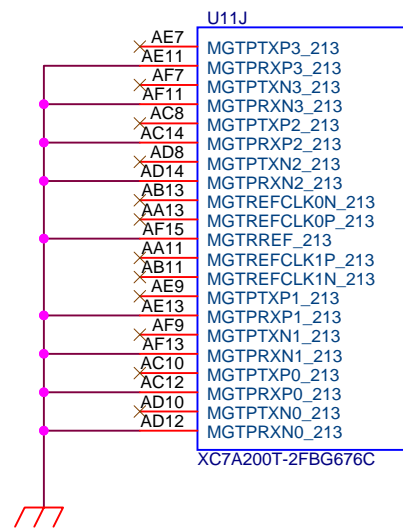 U11J
AE7 MGTPTXP3_213
AE11 MGTPRXP3_213
AF7 MGTPTXN3_213
AF11 MGTPRXN3_213
AC8 MGTPTXP2_213
AC14 MGTPRXP2_213
AD8 MGTPTXN2_213
AD14 MGTPRXN2_213
AB13 MGTREFCLK0N_213
AA13 MGTREFCLK0P_213
AF15 MGTRREF_213
AA11 MGTREFCLK1P_213
AB11 MGTREFCLK1N_213
AE9 MGTPTXP1_213
AE13 MGTPRXP1_213
AF9 MGTPTXN1_213
AF13 MGTPRXN1_213
AC10 MGTPTXP0_213
AC12 MGTPRXP0_213
AD10 MGTPTXN0_213
AD12 MGTPRXN0_213
XC7A200T-2FBG676C